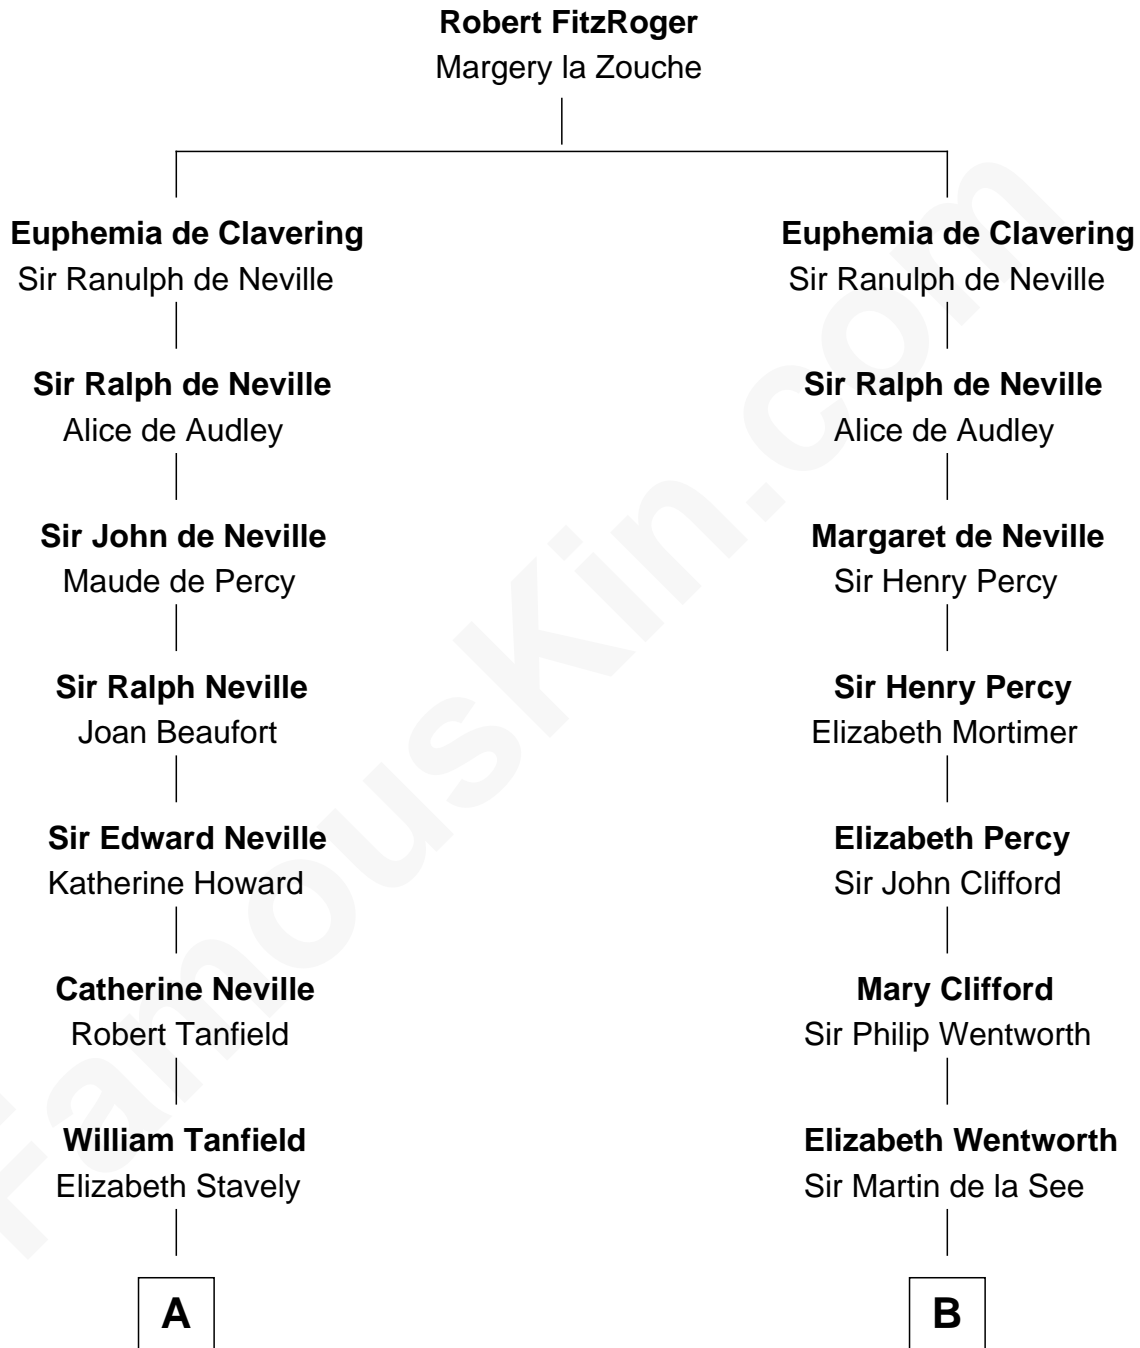 Robert FitzRoger
Margery la Zouche
Euphemia de Clavering
Sir Ranulph de Neville
Sir Ralph de Neville
Alice de Audley
Sir John de Neville
Maude de Percy
Sir Ralph Neville
Joan Beaufort
Sir Edward Neville
Katherine Howard
Catherine Neville
Robert Tanfield
William Tanfield
Elizabeth Stavely
A
Euphemia de Clavering
Sir Ranulph de Neville
Sir Ralph de Neville
Alice de Audley
Margaret de Neville
Sir Henry Percy
Sir Henry Percy
Elizabeth Mortimer
Elizabeth Percy
Sir John Clifford
Mary Clifford
Sir Philip Wentworth
Elizabeth Wentworth
Sir Martin de la See
B
FamousKin.com